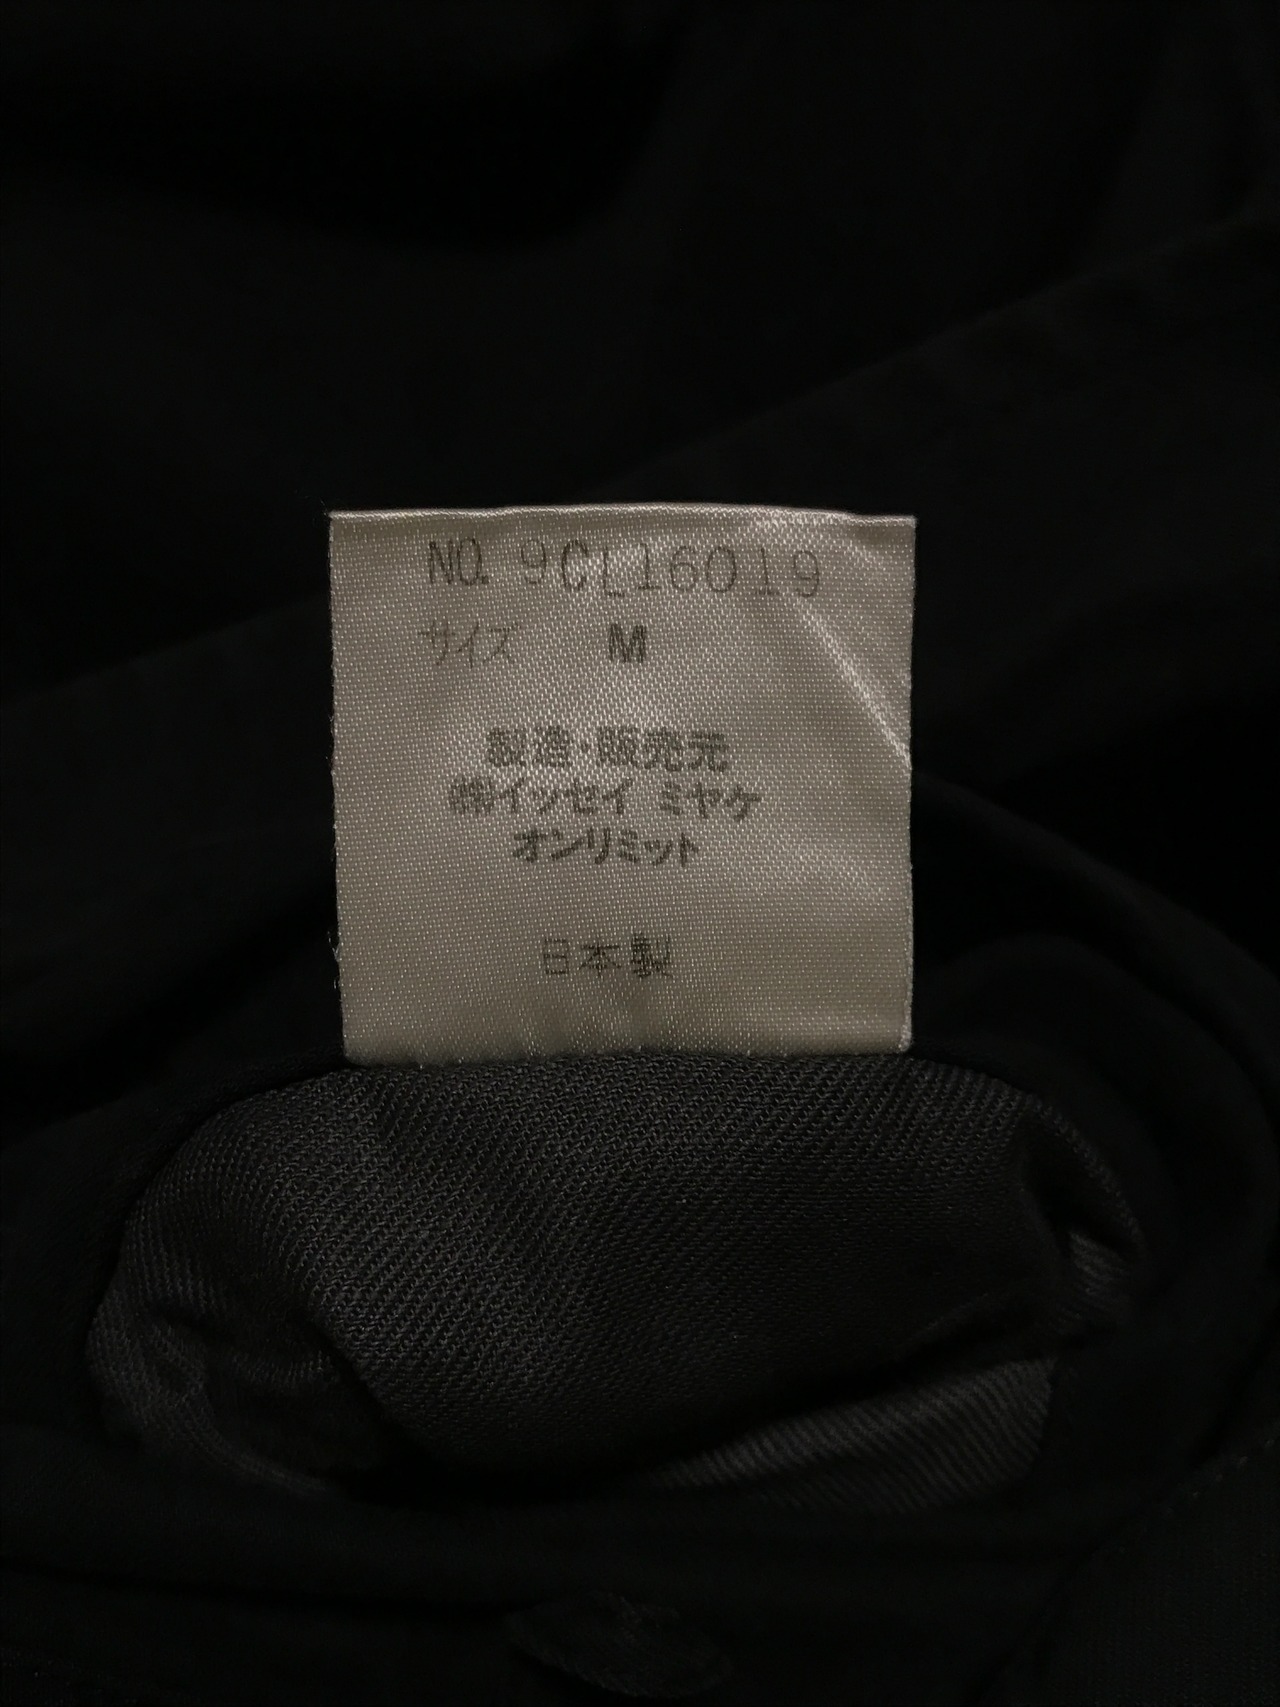 NO. 9CL16019
サイズ M
製造・販売元
㈱イッセイ ミヤケ
オンリミット
日本製